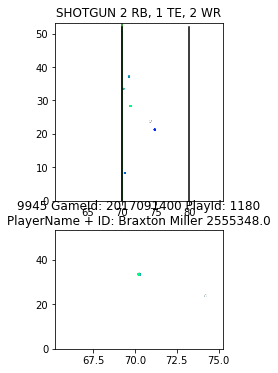 SHOTGUN 2 RB, 1 TE, 2 WR
50
40
30
20
10
0
65 70 75 80
9945 GameId: 2017091400 PlayId: 1180
PlayerName + ID: Braxton Miller 2555348.0
40
20
0
67.5 70.0 72.5 75.0